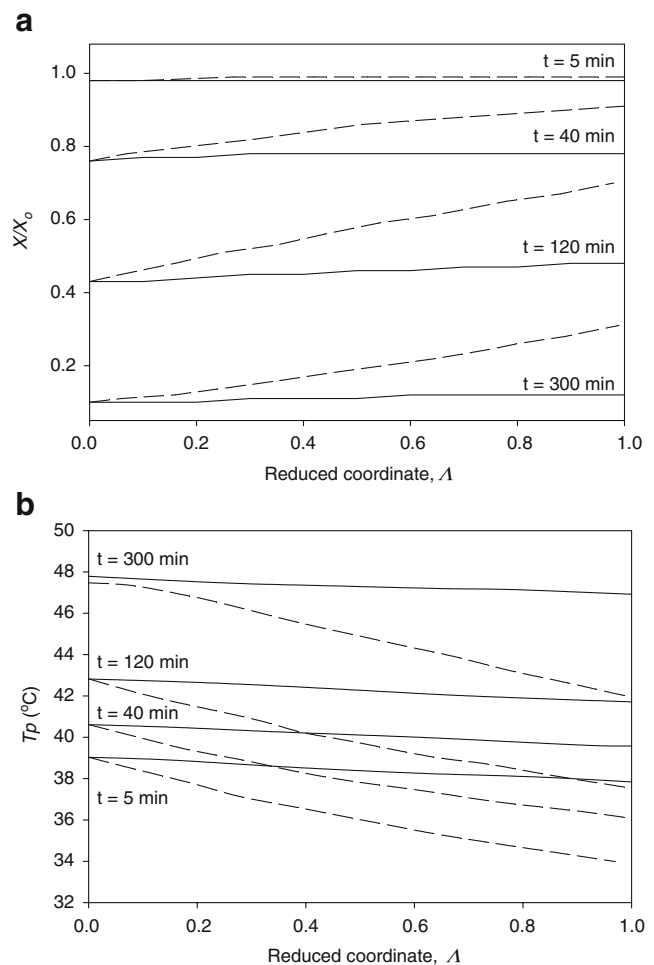 a
1.0
0.8
0.6
0.4
0.2
X/Xo
t = 5 min
t = 40 min
t = 120 min
t = 300 min
0.0 0.2 0.4 0.6 0.8 1.0
Reduced coordinate, Λ
b
50
48
46
44
42
40
38
36
34
32
Tp (°C)
t = 300 min
t = 120 min
t = 40 min
t = 5 min
0.0 0.2 0.4 0.6 0.8 1.0
Reduced coordinate, Λ